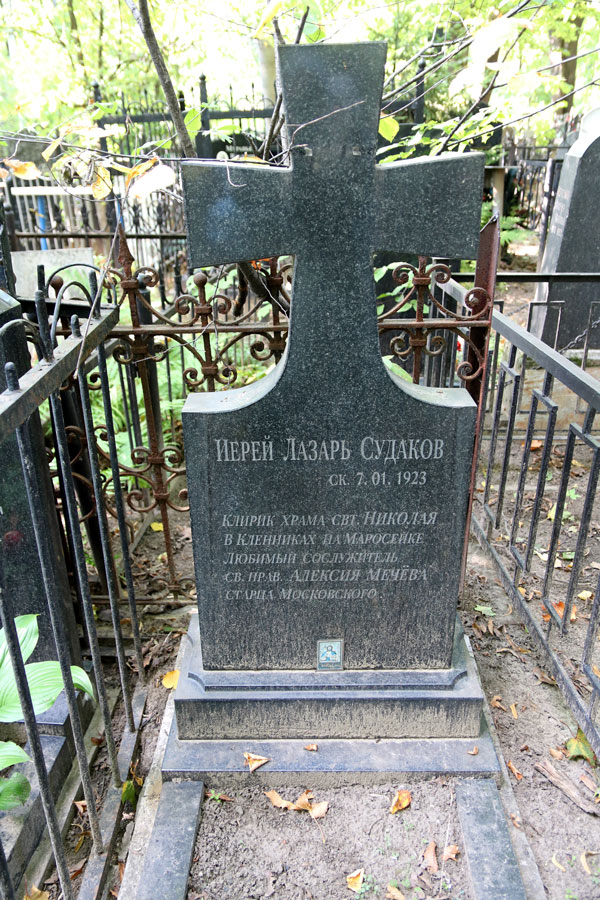 Иерей Лазарь Судаков
ск. 7.01. 1923
Клирик храма свт. Николая
в Кленниках на Маросейке
Любимый сослужитель
св. прав. Алексия Мечёва
старца Московского.